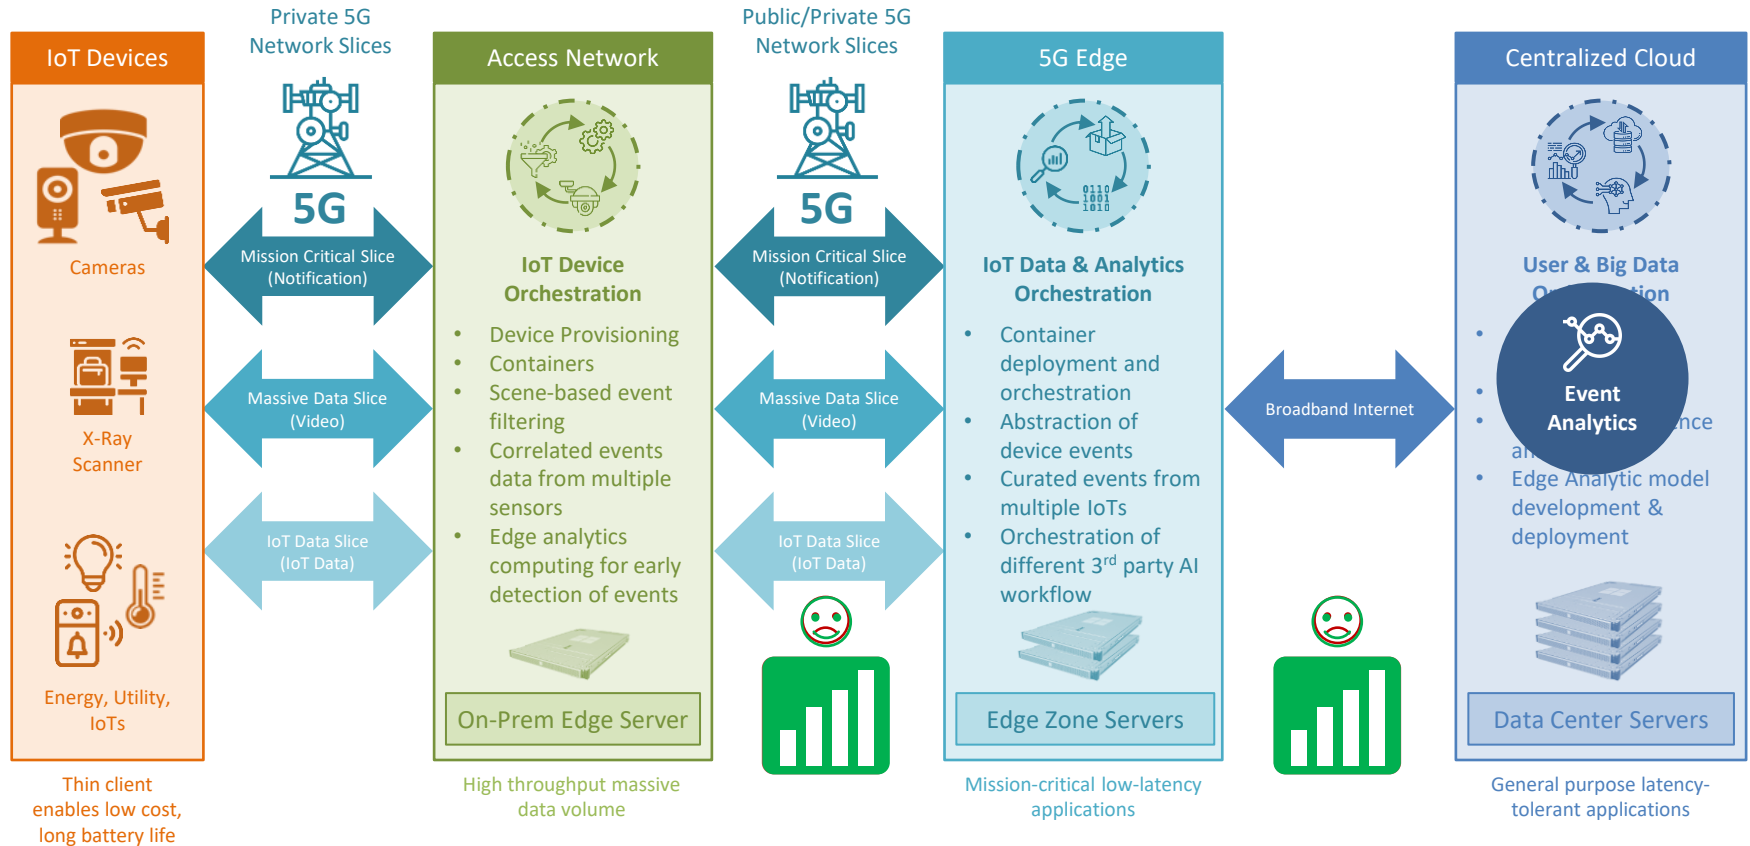 Private 5G
Network Slices
Public/Private 5G
Network Slices
IoT Devices
Access Network
5G Edge
Centralized Cloud
5G
5G
0110
1001
1010
Cameras
X-Ray
Scanner
Energy, Utility,
IoTs
Mission Critical Slice
(Notification)
Massive Data Slice
(Video)
IoT Data Slice
(IoT Data)
IoT Device
Orchestration
• Device Provisioning
• Containers
• Scene-based event
filtering
• Correlated events
data from multiple
sensors
• Edge analytics
computing for early
detection of events
On-Prem Edge Server
Mission Critical Slice
(Notification)
Massive Data Slice
(Video)
IoT Data Slice
(IoT Data)
IoT Data & Analytics
Orchestration
• Container
deployment and
orchestration
• Abstraction of
device events
• Curated events from
multiple IoTs
• Orchestration of
different 3rd party AI
workflow
Edge Zone Servers
Broadband Internet
User & Big Data
Event
Analytics
• Edge Analytic model
development &
deployment
Data Center Servers
Thin client
enables low cost,
long battery life
High throughput massive
data volume
Mission-critical low-latency
applications
General purpose latency-
tolerant applications